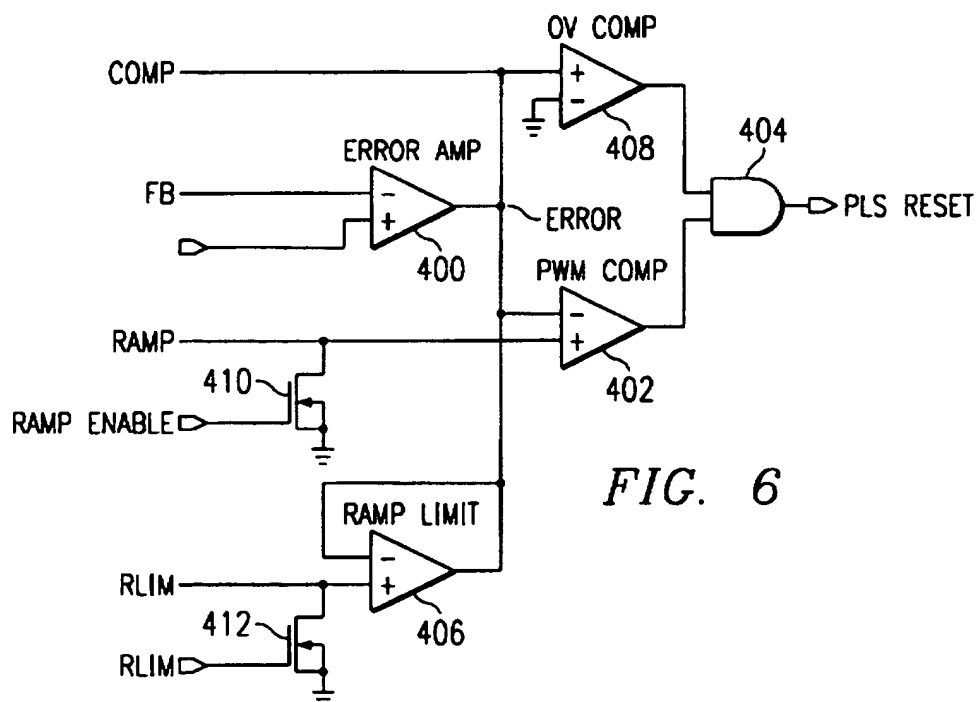 OV COMP
COMP
+
-
408
404
ERROR AMP
FB
-
+
400
ERROR
PLS RESET
PWM COMP
-
+
402
RAMP
410
RAMP ENABLE
FIG. 6
RAMP LIMIT
-
+
406
RLIM
412
RLIM